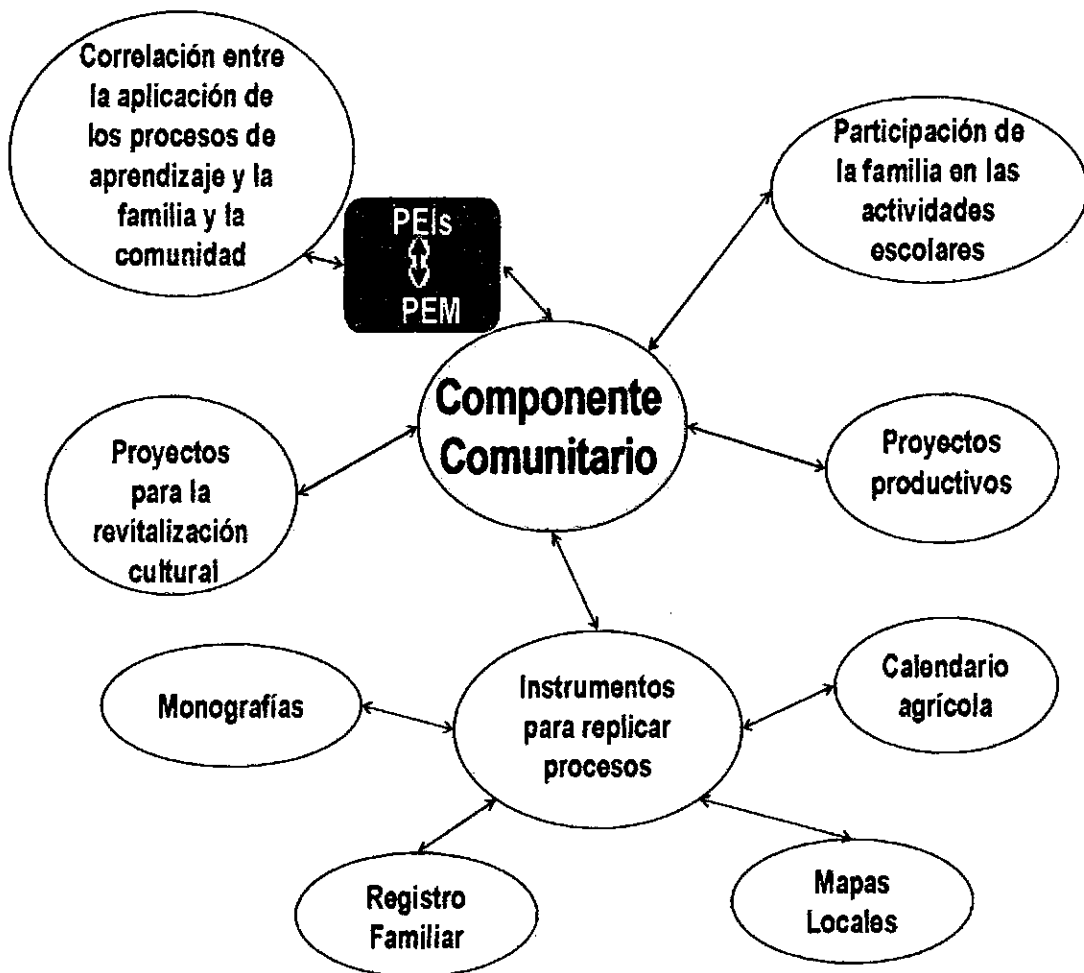 Correlación entre
la aplicación de
los procesos de
aprendizaje y la
familia y la
comunidad
PEIs
PEM
Participación de
la familia en las
actividades
escolares
Componente
Comunitario
Proyectos
para la
revitalización
cultural
Proyectos
productivos
Instrumentos
para replicar
procesos
Monografías
Calendario
agrícola
Registro
Familiar
Mapas
Locales